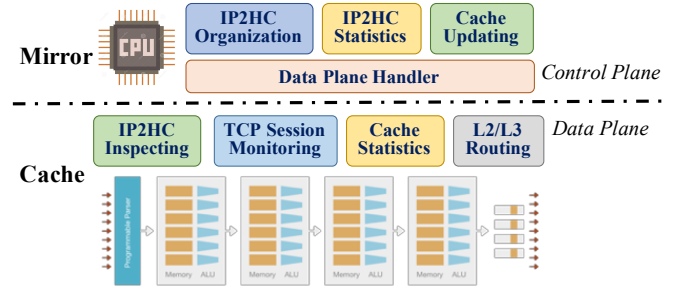 Mirror
CPU
IP2HC
Organization
IP2HC
Statistics
Cache
Updating
Data Plane Handler
Control Plane
Data Plane
IP2HC
Inspecting
TCP Session
Monitoring
Cache
Statistics
L2/L3
Routing
Cache
Programmable Parser
Memory ALU
Memory ALU
Memory ALU
Memory ALU